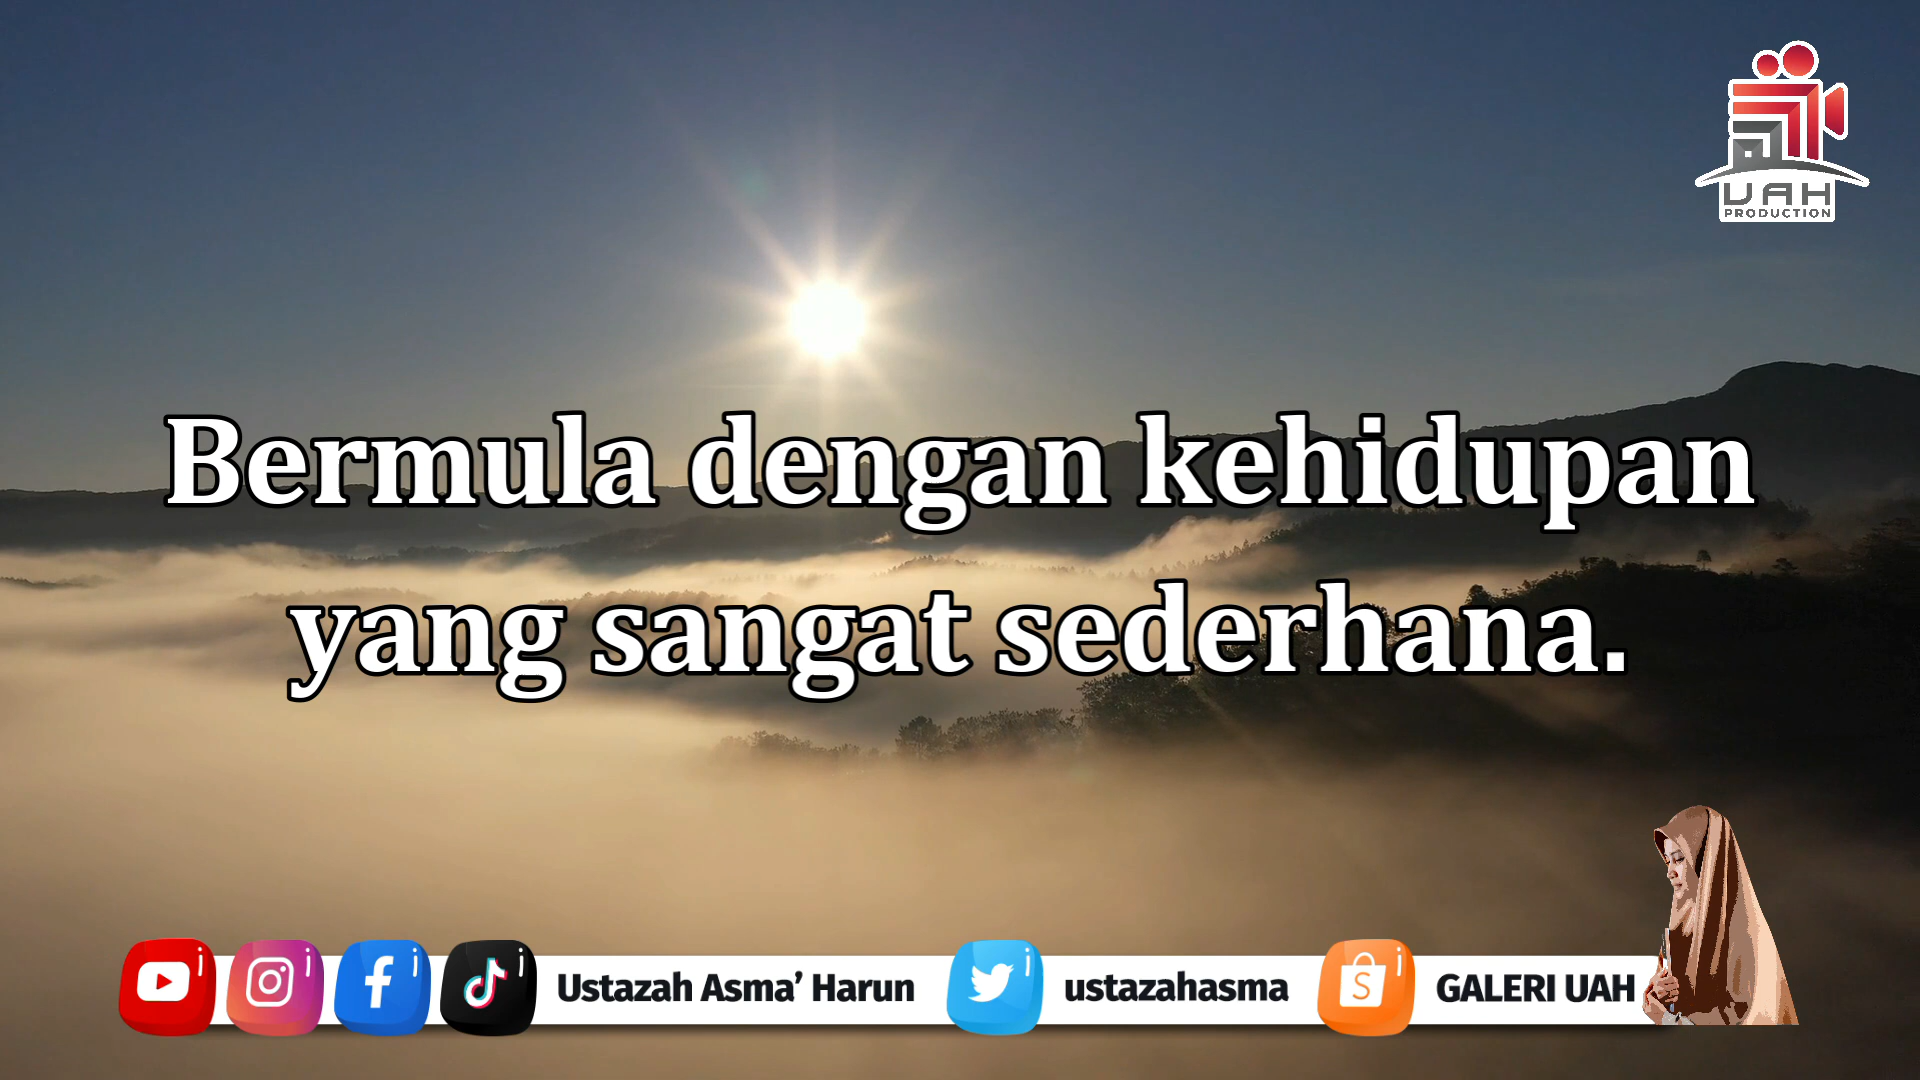 UAH
PRODUCTION
Bermula dengan kehidupan
yang sangat sederhana.
Ustazah Asma’ Harun
ustazahasma
GALERI UAH